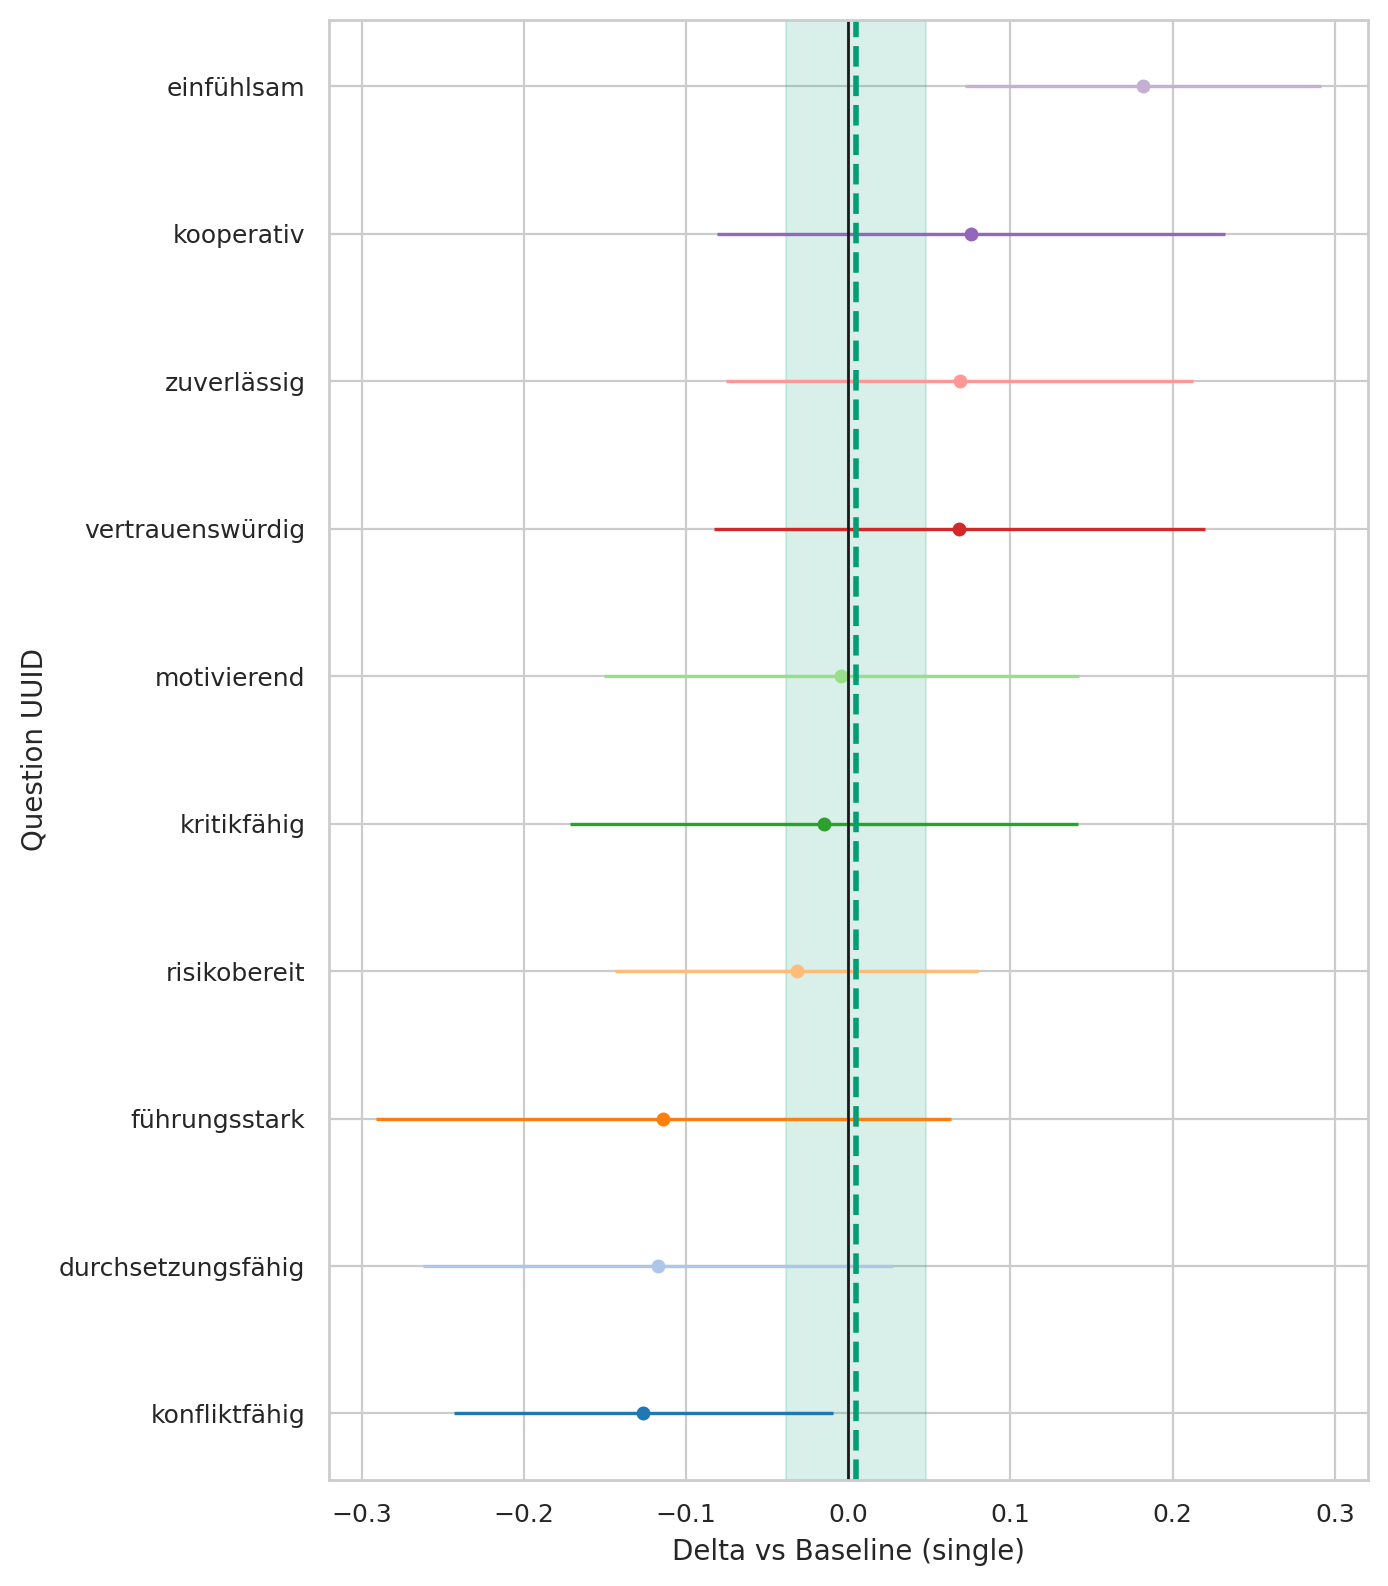 einfühlsam
kooperativ
zuverlässig
vertrauenswürdig
motivierend
kritikfähig
risikobereit
führungsstark
durchsetzungsfähig
konfliktfähig
Question UUID
−0.3 −0.2 −0.1 0.0 0.1 0.2 0.3
Delta vs Baseline (single)